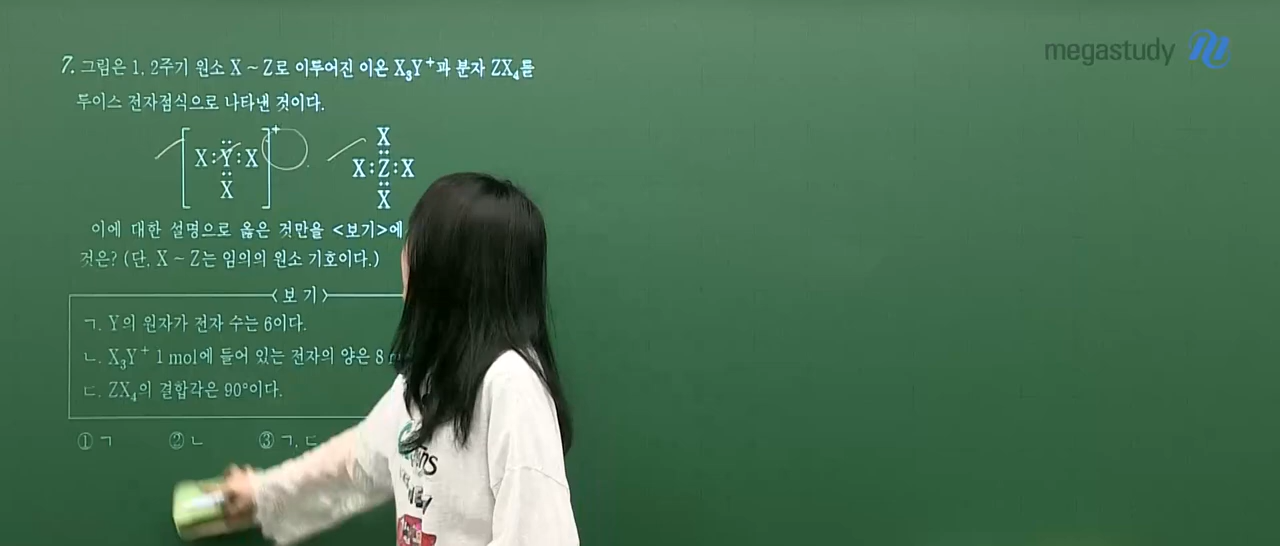 megastudy
7. 그림은 1, 2주기 원소 X ~ Z로 이루어진 이온 X₃Y⁺과 분자 ZX₄를
루이스 전자점식으로 나타낸 것이다.
[X:Y:X]⁺
X
X
X:Z:X
X
이에 대한 설명으로 옳은 것만을 <보기>에
것은? (단, X ~ Z는 임의의 원소 기호이다.)
<보 기>
ㄱ. Y의 원자가 전자 수는 6이다.
ㄴ. X₃Y⁺ 1 mol에 들어 있는 전자의 양은 8
ㄷ. ZX₄의 결합각은 90°이다.
① ㄱ ② ㄴ ③ ㄱ, ㄷ